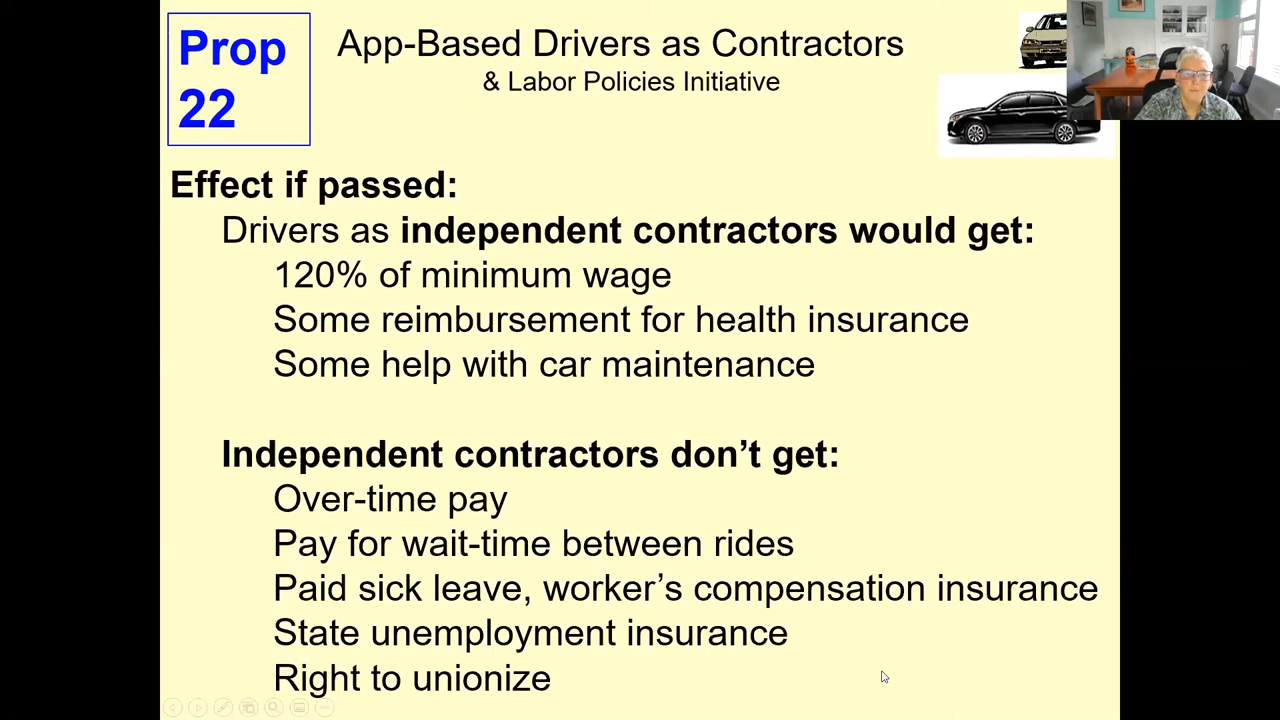 Prop
22
App-Based Drivers as Contractors
& Labor Policies Initiative
Effect if passed:
Drivers as independent contractors would get:
120% of minimum wage
Some reimbursement for health insurance
Some help with car maintenance
Independent contractors don’t get:
Over-time pay
Pay for wait-time between rides
Paid sick leave, worker’s compensation insurance
State unemployment insurance
Right to unionize